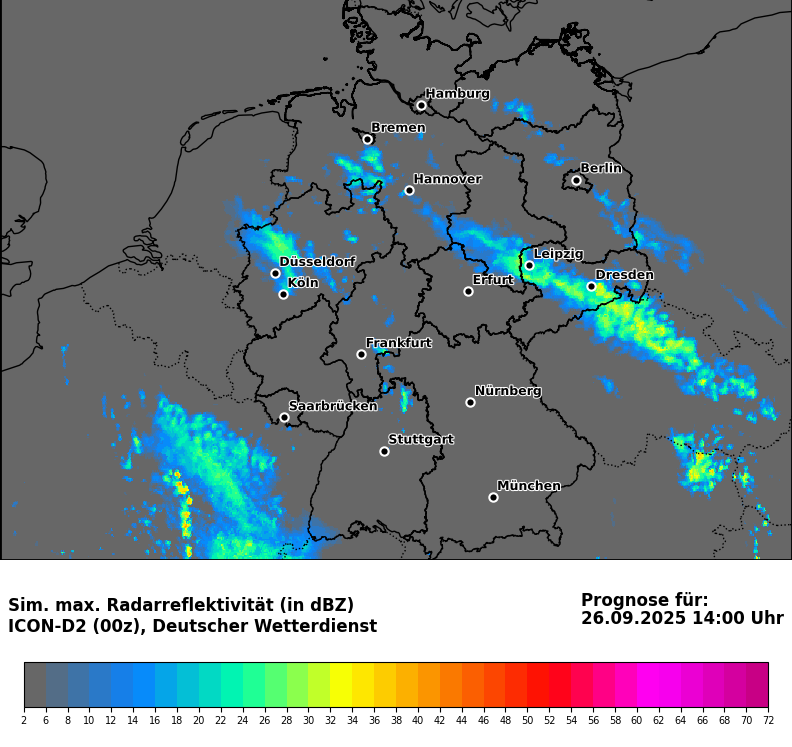 Hamburg
Bremen
Berlin
Hannover
Leipzig
Düsseldorf
Dresden
Köln
Erfurt
Frankfurt
Nürnberg
Saarbrücken
Stuttgart
München
Sim. max. Radarreflektivität (in dBZ)
ICON-D2 (00z), Deutscher Wetterdienst
Prognose für:
26.09.2025 14:00 Uhr
2 6 8 10 12 14 16 18 20 22 24 26 28 30 32 34 36 38 40 42 44 46 48 50 52 54 56 58 60 62 64 66 68 70 72